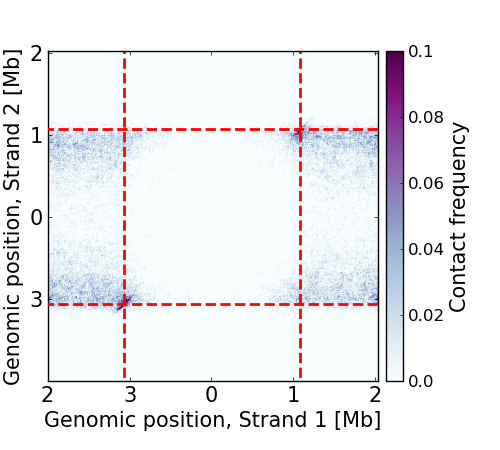 2
1
0
3
Genomic position, Strand 2 [Mb]
2 3 0 1 2
Genomic position, Strand 1 [Mb]
0.1
0.08
0.06
0.04
0.02
0.0
Contact frequency